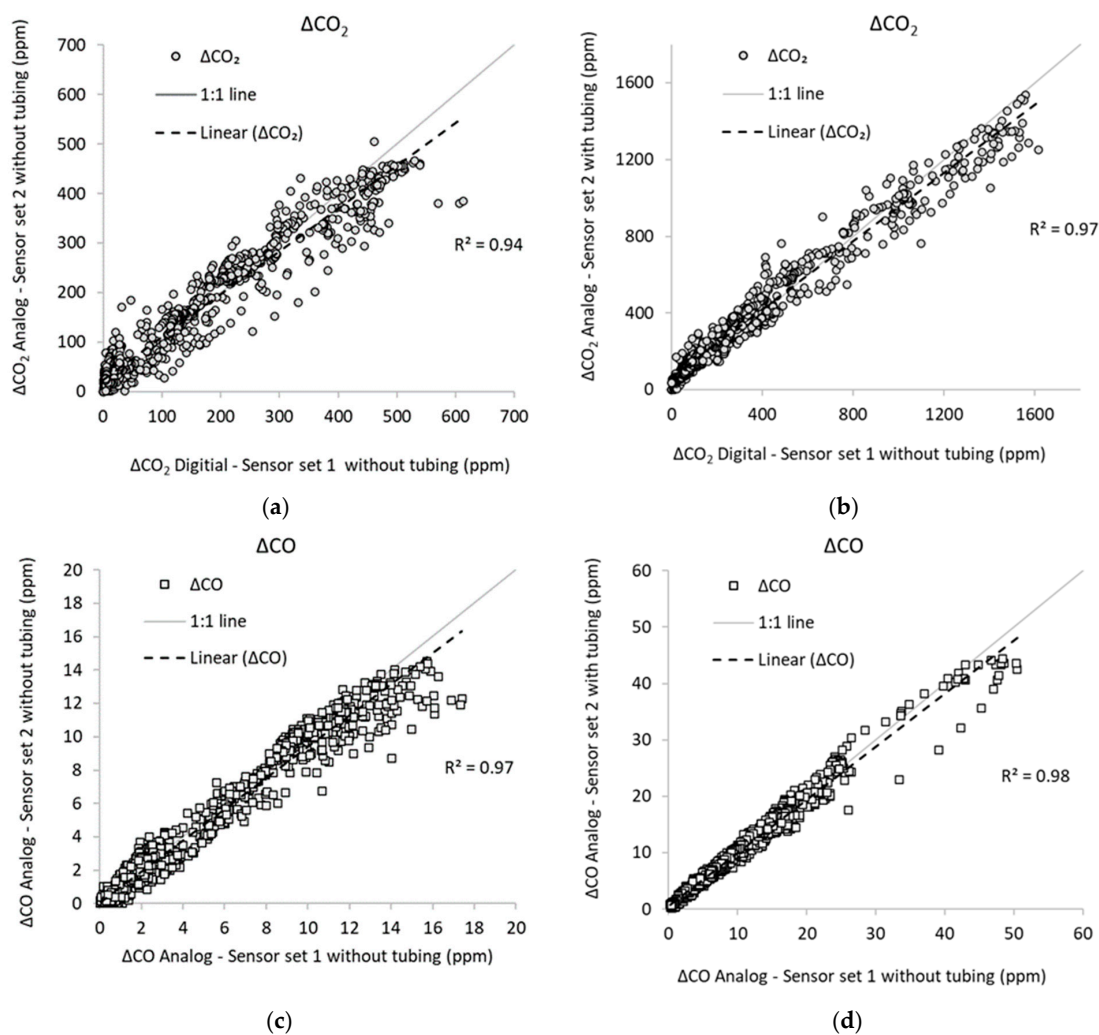 (a)
ΔCO₂
ΔCO₂ Analog - Sensor set 2 without tubing (ppm)
700
600
500
400
300
200
100
0
ΔCO₂
1:1 line
Linear (ΔCO₂)
R² = 0.94
0 100 200 300 400 500 600 700
ΔCO₂ Digitial - Sensor set 1 without tubing (ppm)
ΔCO₂
ΔCO₂ Analog - Sensor set 2 with tubing (ppm)
1600
1200
800
400
0
ΔCO₂
1:1 line
Linear (ΔCO₂)
R² = 0.97
0 400 800 1200 1600
ΔCO₂ Digital - Sensor set 1 without tubing (ppm)
(b)
ΔCO
ΔCO Analog - Sensor set 2 without tubing (ppm)
20
18
16
14
12
10
8
6
4
2
0
ΔCO
1:1 line
Linear (ΔCO)
R² = 0.97
0 2 4 6 8 10 12 14 16 18 20
ΔCO Analog - Sensor set 1 without tubing (ppm)
(c)
ΔCO
ΔCO Analog - Sensor set 2 with tubing (ppm)
60
50
40
30
20
10
0
ΔCO
1:1 line
Linear (ΔCO)
R² = 0.98
0 10 20 30 40 50 60
ΔCO Analog - Sensor set 1 without tubing (ppm)
(d)